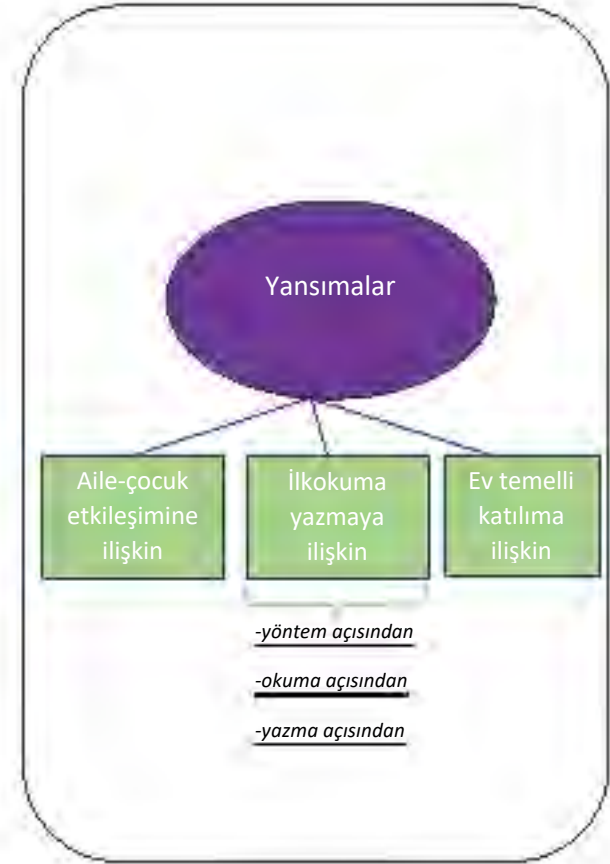 Yansımalar
Aile-çocuk
etkileşimine
ilişkin
İlkokuma
yazmaya
ilişkin
Ev temelli
katılıma
ilişkin
-yöntem açısından
-okuma açısından
-yazma açısından